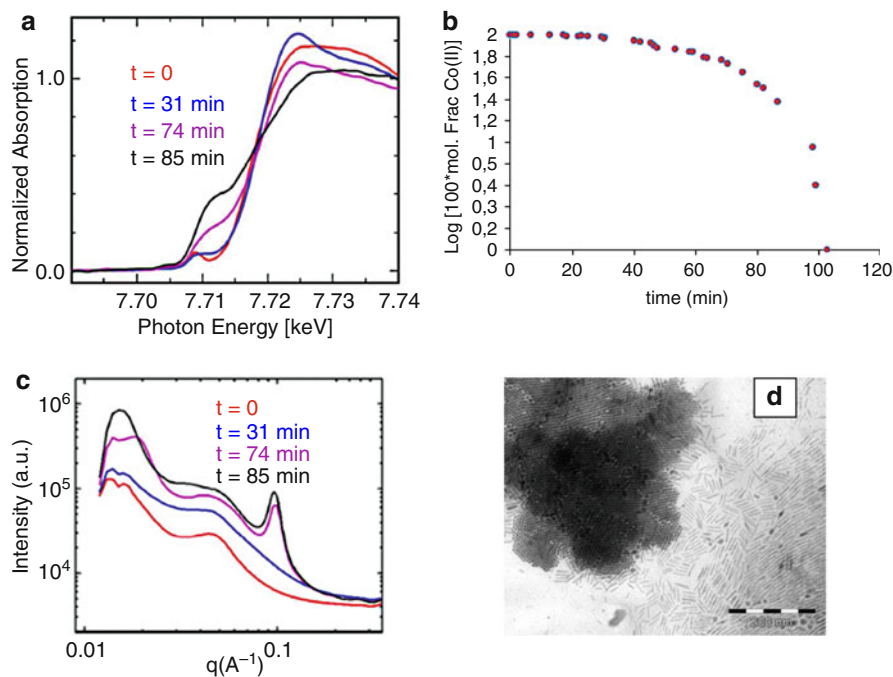 a
Normalized Absorption
1.0
0.0
t = 0
t = 31 min
t = 74 min
t = 85 min
7.70 7.71 7.72 7.73 7.74
Photon Energy [keV]
b
Log [100*mol. Frac Co(II)]
2
1,8
1,6
1,4
1,2
1
0,5
0,4
0,2
0,3
0
0 20 40 60 80 100 120
time (min)
c
Intensity (a.u.)
10⁶
10⁵
10⁴
t = 0
t = 31 min
t = 74 min
t = 85 min
0.01 0.1
q(A⁻¹)
d